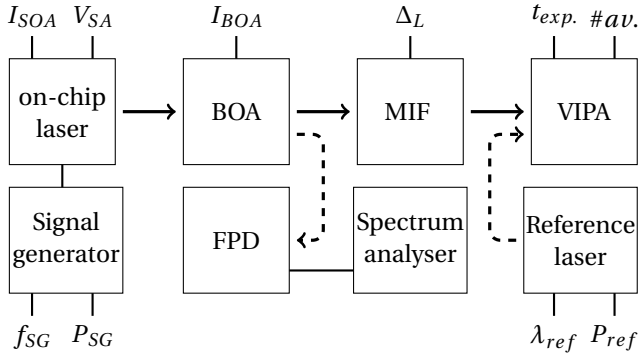 I_SOA V_SA I_BOA Δ_L t_exp. #av.
on-chip
laser
BOA
MIF
VIPA
Signal
generator
FPD
Spectrum
analyser
Reference
laser
f_SG P_SG λ_ref P_ref